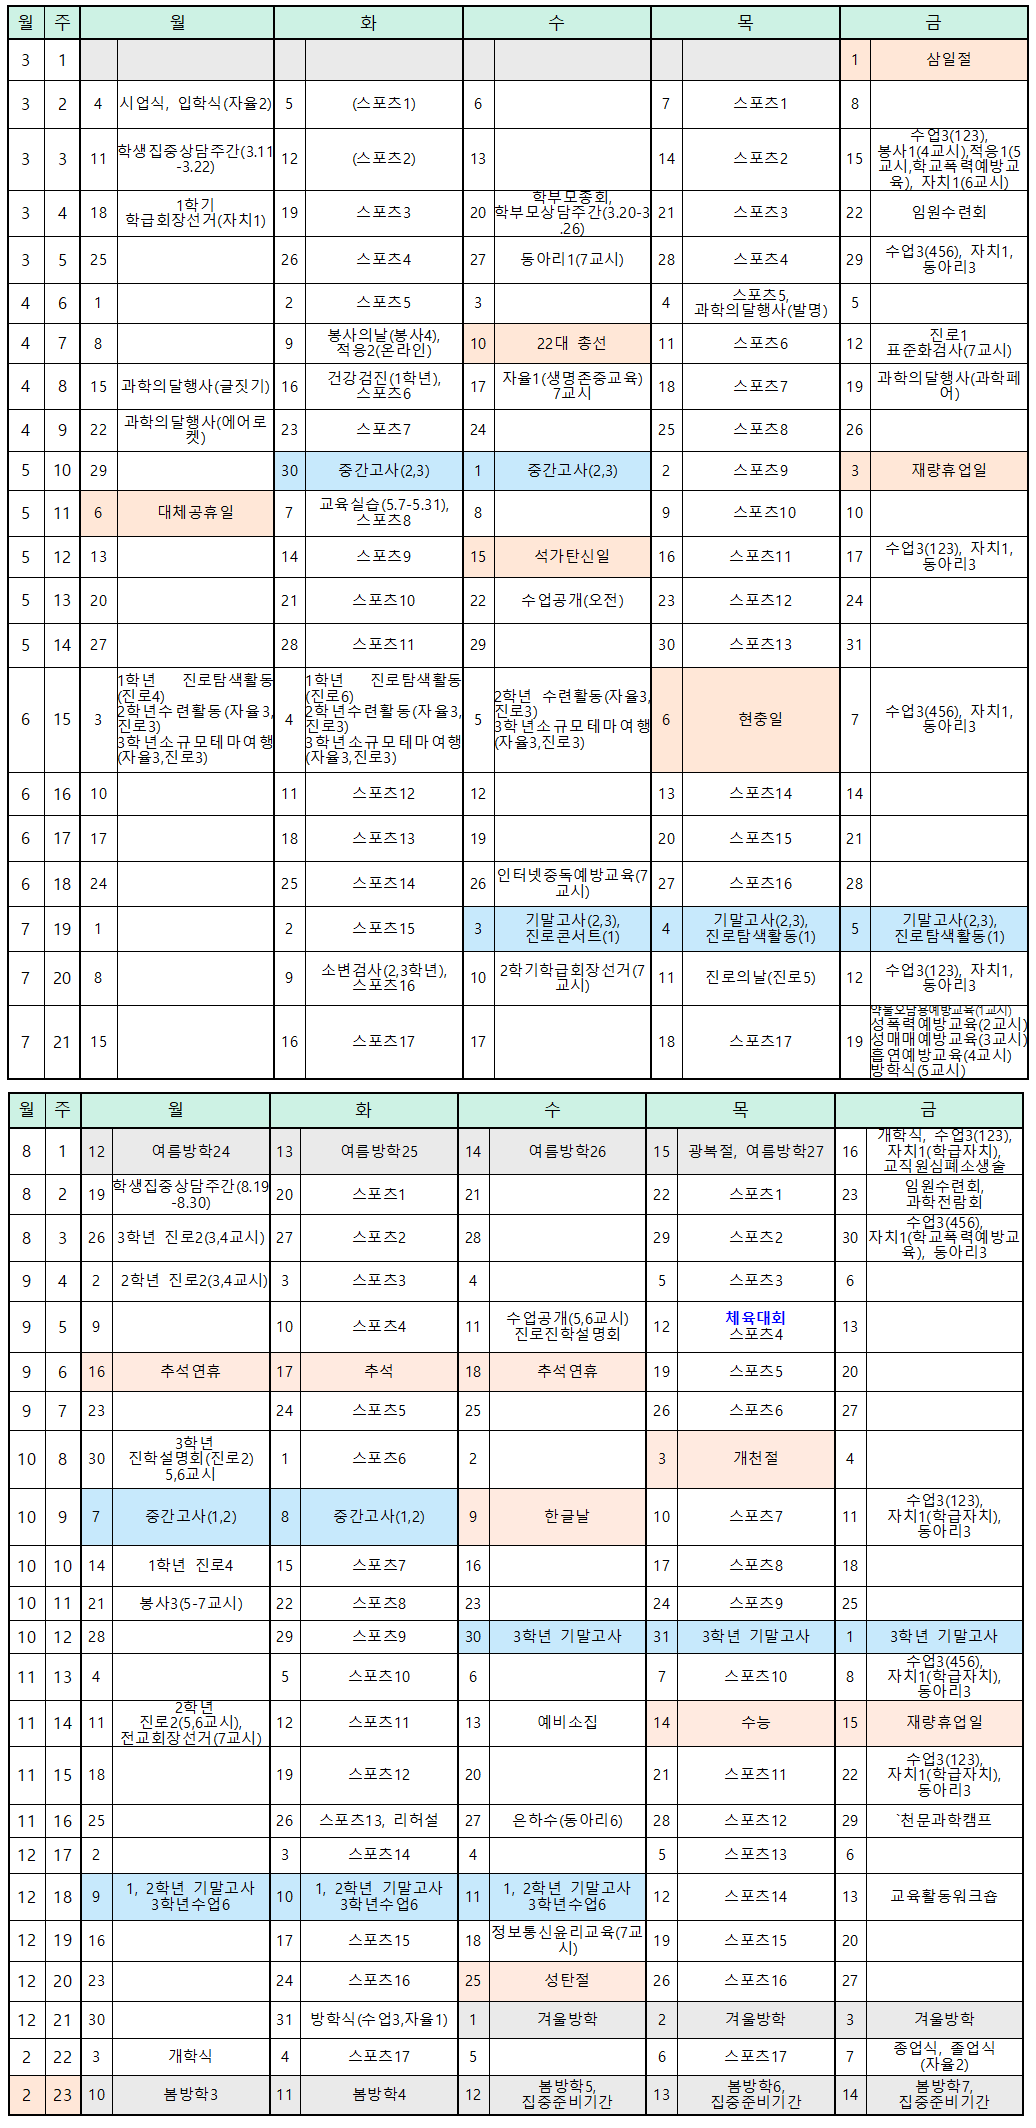 월 주 월 화 수 목 금
3 1 1 삼일절
3 2 4 시업식, 입학식(자율2) 5 (스포츠1) 6 7 스포츠1 8
3 3 11 학생집중상담주간(3.11
-3.22) 12 (스포츠2) 13 14 스포츠2 15 수업3(123),
봉사1(4교시),적응1(5
교시,학교폭력예방교
육), 자치1(6교시)
3 4 18 1학기
학급회장선거(자치1) 19 스포츠3 20 학부모총회,
학부모상담주간(3.20-3
.26) 21 스포츠3 22 임원수련회
3 5 25 26 스포츠4 27 동아리1(7교시) 28 스포츠4 29 수업3(456), 자치1,
동아리3
4 6 1 2 스포츠5 3 4 스포츠5,
과학의달행사(발명) 5
4 7 8 9 봉사의날(봉사4),
적응2(온라인) 10 22대 총선 11 스포츠6 12 진로1
표준화검사(7교시)
4 8 15 과학의달행사(글짓기) 16 건강검진(1학년),
스포츠6 17 자율1(생명존중교육)
7교시 18 스포츠7 19 과학의달행사(과학페
어)
4 9 22 과학의달행사(에어로
켓) 23 스포츠7 24 25 스포츠8 26
5 10 29 30 중간고사(2,3) 1 중간고사(2,3) 2 스포츠9 3 재량휴업일
5 11 6 대체공휴일 7 교육실습(5.7-5.31),
스포츠8 8 9 스포츠10 10
5 12 13 14 스포츠9 15 석가탄신일 16 스포츠11 17 수업3(123), 자치1,
동아리3
5 13 20 21 스포츠10 22 수업공개(오전) 23 스포츠12 24
5 14 27 28 스포츠11 29 30 스포츠13 31
6 15 3 1학년 진로탐색활동
(진로4)
2학년수련활동(자율3,
진로3)
3학년소규모테마여행
(자율3,진로3) 4 1학년 진로탐색활동
(진로6)
2학년수련활동(자율3,
진로3)
3학년소규모테마여행
(자율3,진로3) 5 2학년 수련활동(자율3,
진로3)
3학년소규모테마여행
(자율3,진로3) 6 현충일 7 수업3(456), 자치1,
동아리3
6 16 10 11 스포츠12 12 13 스포츠14 14
6 17 17 18 스포츠13 19 20 스포츠15 21
6 18 24 25 스포츠14 26 인터넷중독예방교육(7
교시) 27 스포츠16 28
7 19 1 2 스포츠15 3 기말고사(2,3),
진로콘서트(1) 4 기말고사(2,3),
진로탐색활동(1) 5 기말고사(2,3),
진로탐색활동(1)
7 20 8 9 소변검사(2,3학년),
스포츠16 10 2학기학급회장선거(7
교시) 11 진로의날(진로5) 12 수업3(123), 자치1,
동아리3
7 21 15 16 스포츠17 17 18 스포츠17 19 약물오남용예방교육(1교시)
성폭력예방교육(2교시)
성매매예방교육(3교시)
흡연예방교육(4교시)
방학식(5교시)
월 주 월 화 수 목 금
8 1 12 여름방학24 13 여름방학25 14 여름방학26 15 광복절, 여름방학27 16 개학식, 수업3(123),
자치1(학급자치),
교직원심폐소생술
8 2 19 학생집중상담주간(8.19
-8.30) 20 스포츠1 21 22 스포츠1 23 임원수련회,
과학전람회
8 3 26 3학년 진로2(3,4교시) 27 스포츠2 28 29 스포츠2 30 수업3(456),
자치1(학교폭력예방교
육), 동아리3
9 4 2 2학년 진로2(3,4교시) 3 스포츠3 4 5 스포츠3 6
9 5 9 10 스포츠4 11 수업공개(5,6교시)
진로진학설명회 12 체육대회
스포츠4 13
9 6 16 추석연휴 17 추석 18 추석연휴 19 스포츠5 20
9 7 23 24 스포츠5 25 26 스포츠6 27
10 8 30 3학년
진학설명회(진로2)
5,6교시 1 스포츠6 2 3 개천절 4
10 9 7 중간고사(1,2) 8 중간고사(1,2) 9 한글날 10 스포츠7 11 수업3(123),
자치1(학급자치),
동아리3
10 10 14 1학년 진로4 15 스포츠7 16 17 스포츠8 18
10 11 21 봉사3(5-7교시) 22 스포츠8 23 24 스포츠9 25
10 12 28 29 스포츠9 30 3학년 기말고사 31 3학년 기말고사 1 3학년 기말고사
11 13 4 5 스포츠10 6 7 스포츠10 8 수업3(456),
자치1(학급자치),
동아리3
11 14 11 2학년
진로2(5,6교시),
전교회장선거(7교시) 12 스포츠11 13 예비소집 14 수능 15 재량휴업일
11 15 18 19 스포츠12 20 21 스포츠11 22 수업3(123),
자치1(학급자치),
동아리3
11 16 25 26 스포츠13, 리허설 27 은하수(동아리6) 28 스포츠12 29 `천문과학캠프
12 17 2 3 스포츠14 4 5 스포츠13 6
12 18 9 1, 2학년 기말고사
3학년수업6 10 1, 2학년 기말고사
3학년수업6 11 1, 2학년 기말고사
3학년수업6 12 스포츠14 13 교육활동워크숍
12 19 16 17 스포츠15 18 정보통신윤리교육(7교
시) 19 스포츠15 20
12 20 23 24 스포츠16 25 성탄절 26 스포츠16 27
12 21 30 31 방학식(수업3,자율1) 1 겨울방학 2 겨울방학 3 겨울방학
2 22 3 개학식 4 스포츠17 5 6 스포츠17 7 종업식, 졸업식
(자율2)
2 23 10 봄방학3 11 봄방학4 12 봄방학5,
집중준비기간 13 봄방학6,
집중준비기간 14 봄방학7,
집중준비기간